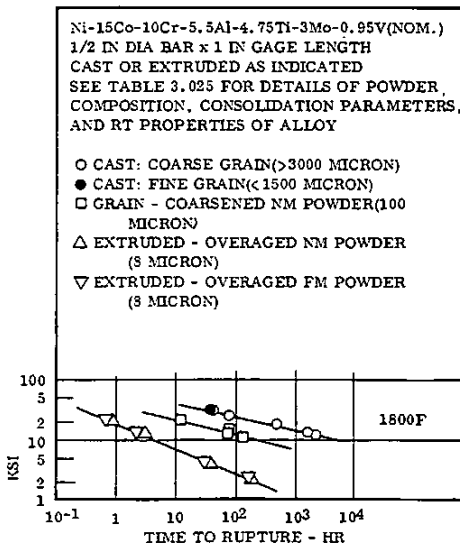 Ni-15Co-10Cr-5.5Al-4.75Ti-3Mo-0.95V(NOM.)
1/2 IN DIA BAR x 1 IN GAGE LENGTH
CAST OR EXTRUDED AS INDICATED
SEE TABLE 3.025 FOR DETAILS OF POWDER,
COMPOSITION, CONSOLIDATION PARAMETERS,
AND RT PROPERTIES OF ALLOY
CAST: COARSE GRAIN(>3000 MICRON)
CAST: FINE GRAIN(<1500 MICRON)
GRAIN - COARSENED NM POWDER(100
MICRON)
EXTRUDED - OVERAGED NM POWDER
(8 MICRON)
EXTRUDED - OVERAGED FM POWDER
(8 MICRON)
100
5
2
10
5
2
1
KSI
1800F
10-1 1 10 10² 10³ 10⁴
TIME TO RUPTURE - HR